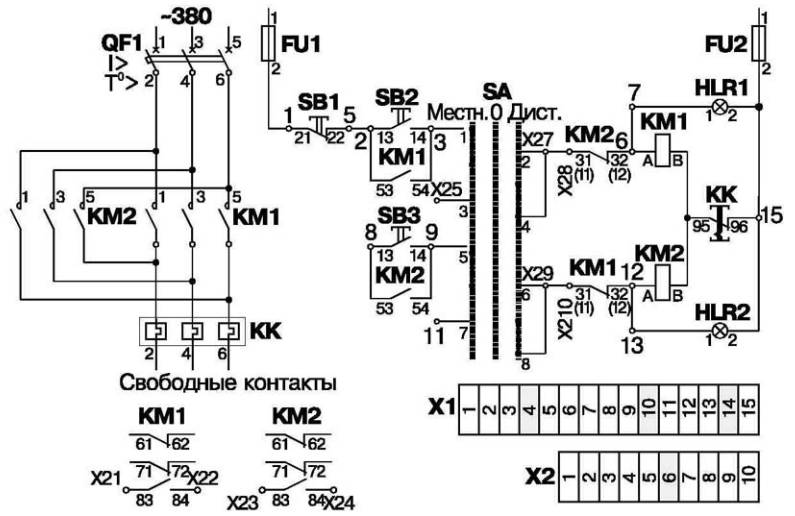 ~380
QF1
I>
T⁰>
1 3 5
2 4 6
1
FU1
2
1
FU2
2
1 SB1 5
21 22
2 SB2 3
13 14
KM1
53 54
SA
Местн. 0 Дист.
1
X25
3
X27
2
4
X28
KM2 6
31 32
(11) (12)
7
HLR1
1 2
KM1
A B
KK
95 96
15
1 3 5 KM2
1 3 5 KM1
8 SB3 9
13 14
KM2
53 54
5
11
7
X29
6
8
X210
KM1 12
31 32
(11) (12)
KM2
A B
13
HLR2
1 2
KK
2 4 6
Свободные контакты
KM1
61 62
71 72
X21 X22
83 84
KM2
61 62
71 72
X23 83 84 X24
X1 1 2 3 4 5 6 7 8 9 10 11 12 13 14 15
X2 1 2 3 4 5 6 7 8 9 10